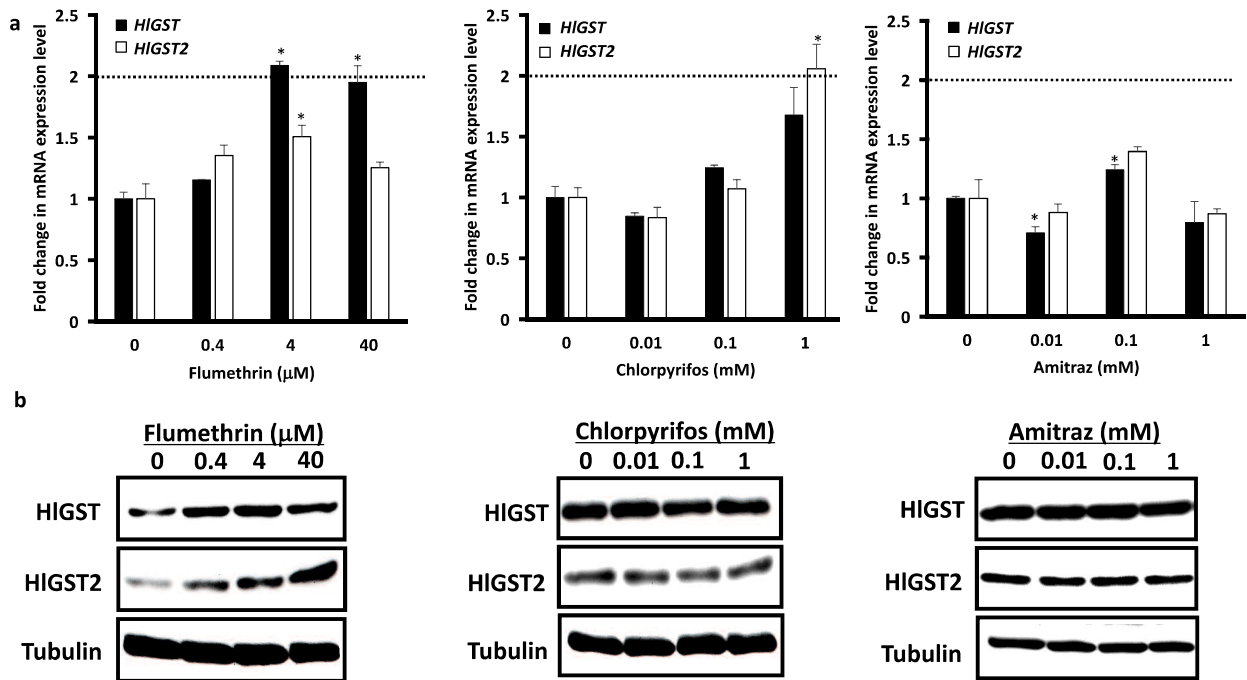 a
Fold change in mRNA expression level
2.5
2
1.5
1
0.5
0
HlGST
HlGST2
*
*
*
0 0.4 4 40
Flumethrin (μM)
Fold change in mRNA expression level
2.5
2
1.5
1
0.5
0
HlGST
HlGST2
*
0 0.01 0.1 1
Chlorpyrifos (mM)
Fold change in mRNA expression level
2.5
2
1.5
1
0.5
0
HlGST
HlGST2
*
*
0 0.01 0.1 1
Amitraz (mM)
b
Flumethrin (μM)
0 0.4 4 40
HlGST
HlGST2
Tubulin
Chlorpyrifos (mM)
0 0.01 0.1 1
HlGST
HlGST2
Tubulin
Amitraz (mM)
0 0.01 0.1 1
HlGST
HlGST2
Tubulin